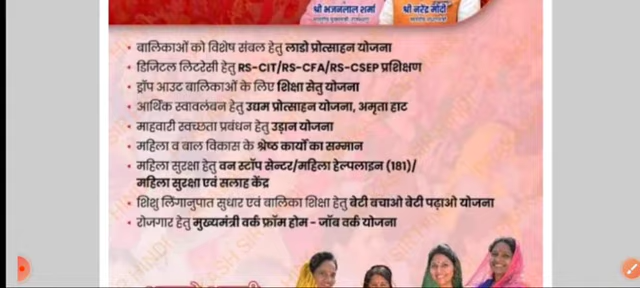 श्री भजनलाल शर्मा
श्री नरेंद्र मोदी
• बालिकाओं को विशेष संबल हेतु लाडो प्रोत्साहन योजना
• डिजिटल लिटरेसी हेतु RS-CIT/RS-CFA/RS-CSEP प्रशिक्षण
• ड्रॉप आउट बालिकाओं के लिए शिक्षा सेतु योजना
• आर्थिक स्वावलंबन हेतु उद्यम प्रोत्साहन योजना, अमृता हाट
• माहवारी स्वच्छता प्रबंधन हेतु उड़ान योजना
• महिला व बाल विकास के श्रेष्ठ कार्यों का सम्मान
• महिला सुरक्षा हेतु वन स्टॉप सेन्टर/महिला हेल्पलाइन (181)/
महिला सुरक्षा एवं सलाह केंद्र
• शिशु लिंगानुपात सुधार एवं बालिका शिक्षा हेतु बेटी बचाओ बेटी पढ़ाओ योजना
• रोजगार हेतु मुख्यमंत्री वर्क फ्रॉम होम - जॉब वर्क योजना